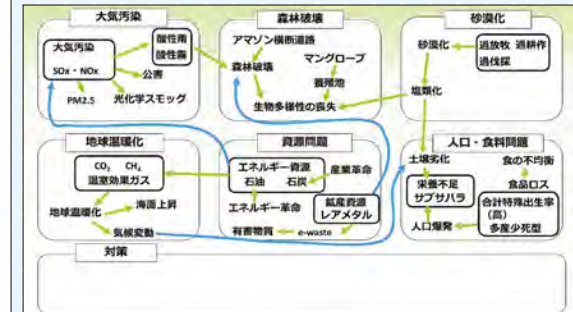 大気汚染
大気汚染
SOx・NOx
酸性雨
酸性霧
公害
PM2.5
光化学スモッグ
森林破壊
アマゾン横断道路
森林破壊
マングローブ
養殖池
生物多様性の喪失
砂漠化
砂漠化
過放牧 過耕作
過伐採
塩類化
地球温暖化
CO₂ CH₄
温室効果ガス
地球温暖化
海面上昇
気候変動
資源問題
エネルギー資源
石油 石炭
産業革命
エネルギー革命
鉱産資源
レアメタル
有害物質
e-waste
人口・食料問題
土壌劣化
食の不均衡
栄養不足
サブサハラ
食品ロス
人口爆発
合計特殊出生率
（高）
多産少死型
対策